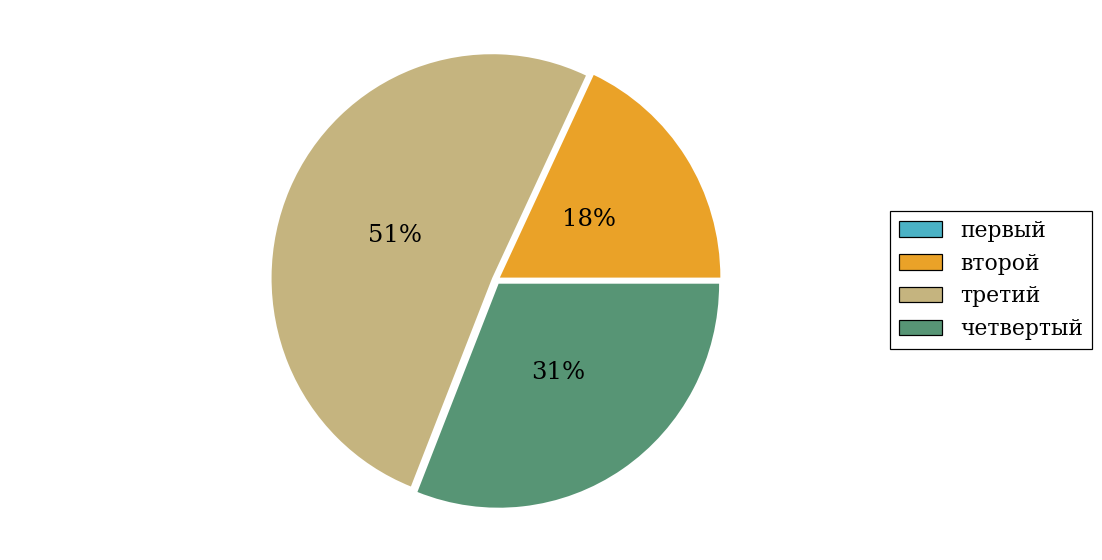 18%
51%
31%
первый
второй
третий
четвертый